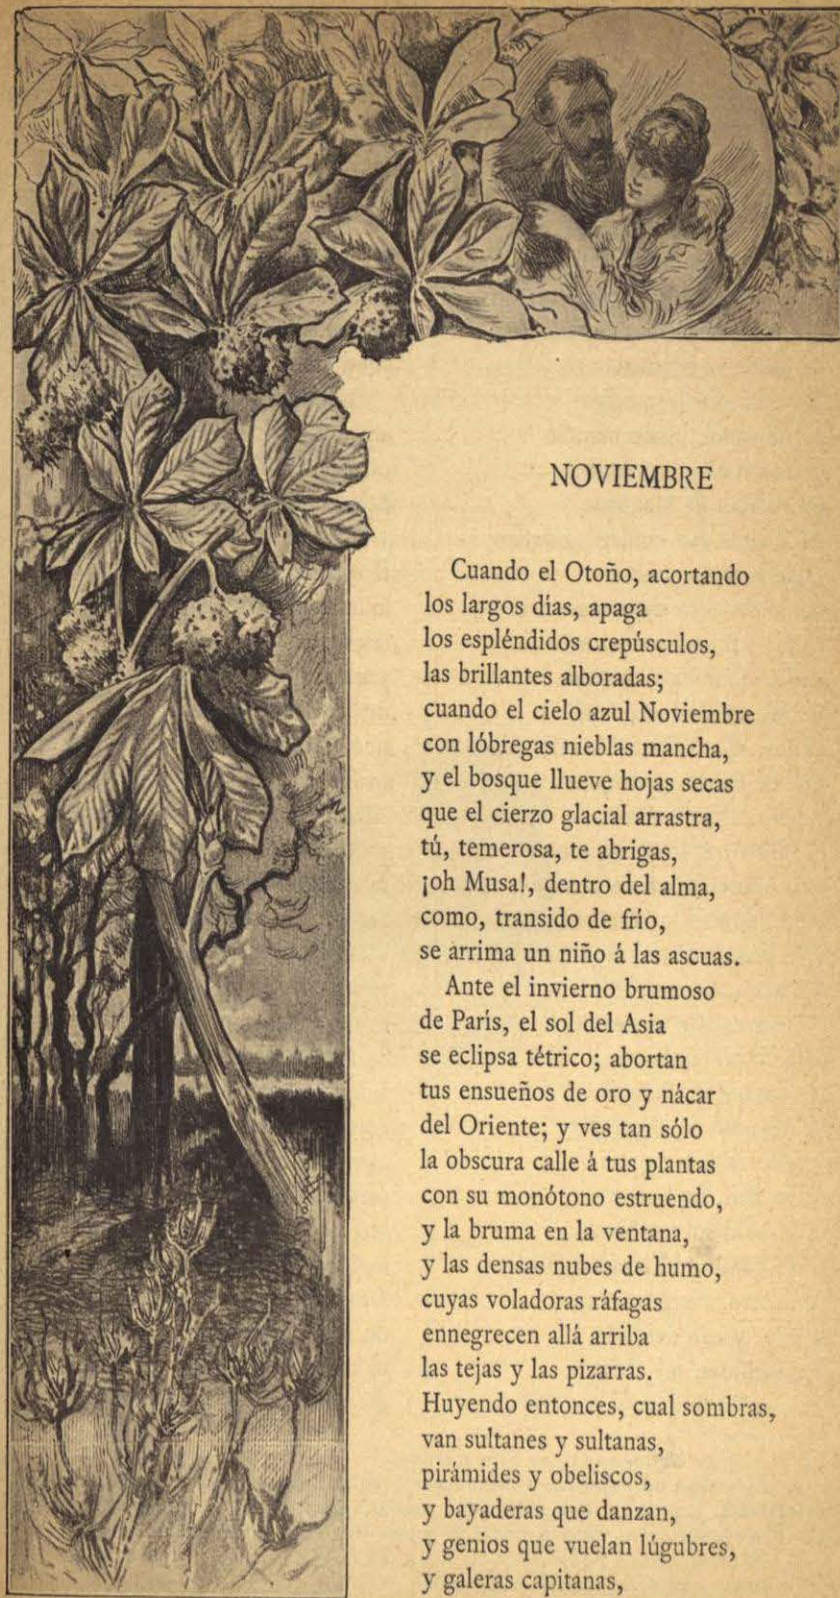 NOVIEMBRE
Cuando el Otoño, acortando
los largos días, apaga
los espléndidos crepúsculos,
las brillantes alboradas;
cuando el cielo azul Noviembre
con lóbregas nieblas mancha,
y el bosque llueve hojas secas
que el cierzo glacial arrastra,
tú, temerosa, te abrigas,
¡oh Musa!, dentro del alma,
como, transido de frío,
se arrima un niño á las ascuas.
Ante el invierno brumoso
de París, el sol del Asia
se eclipsa tétrico; abortan
tus ensueños de oro y nácar
del Oriente; y ves tan sólo
la obscura calle á tus plantas
con su monótono estruendo,
y la bruma en la ventana,
y las densas nubes de humo,
cuyas voladoras ráfagas
ennegrecen allá arriba
las tejas y las pizarras.
Huyendo entonces, cual sombras,
van sultanes y sultanas,
pirámides y obeliscos,
y bayaderas que danzan,
y genios que vuelan lúgubres,
y galeras capitanas,